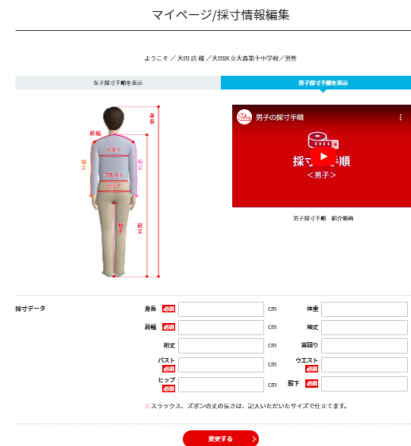 マイページ/採寸情報編集
ようこそ ／ 大田 店 様 ／大田区立大森第十中学校／男性
女子採寸手順を表示
男子採寸手順を表示
男子の採寸手順
採寸手順
＜男子＞
身長
肩幅
バスト
ウエスト
ヒップ
股下
総丈
男子採寸手順 紹介動画
採寸データ
身長 必須 cm 体重
肩幅 必須 cm 袖丈
裄丈 cm 首回り
バスト 必須 cm ウエスト 必須
ヒップ 必須 cm 股下 必須
※スラックス、ズボンの丈の長さは、記入いただいたサイズで仕立てます。
変更する